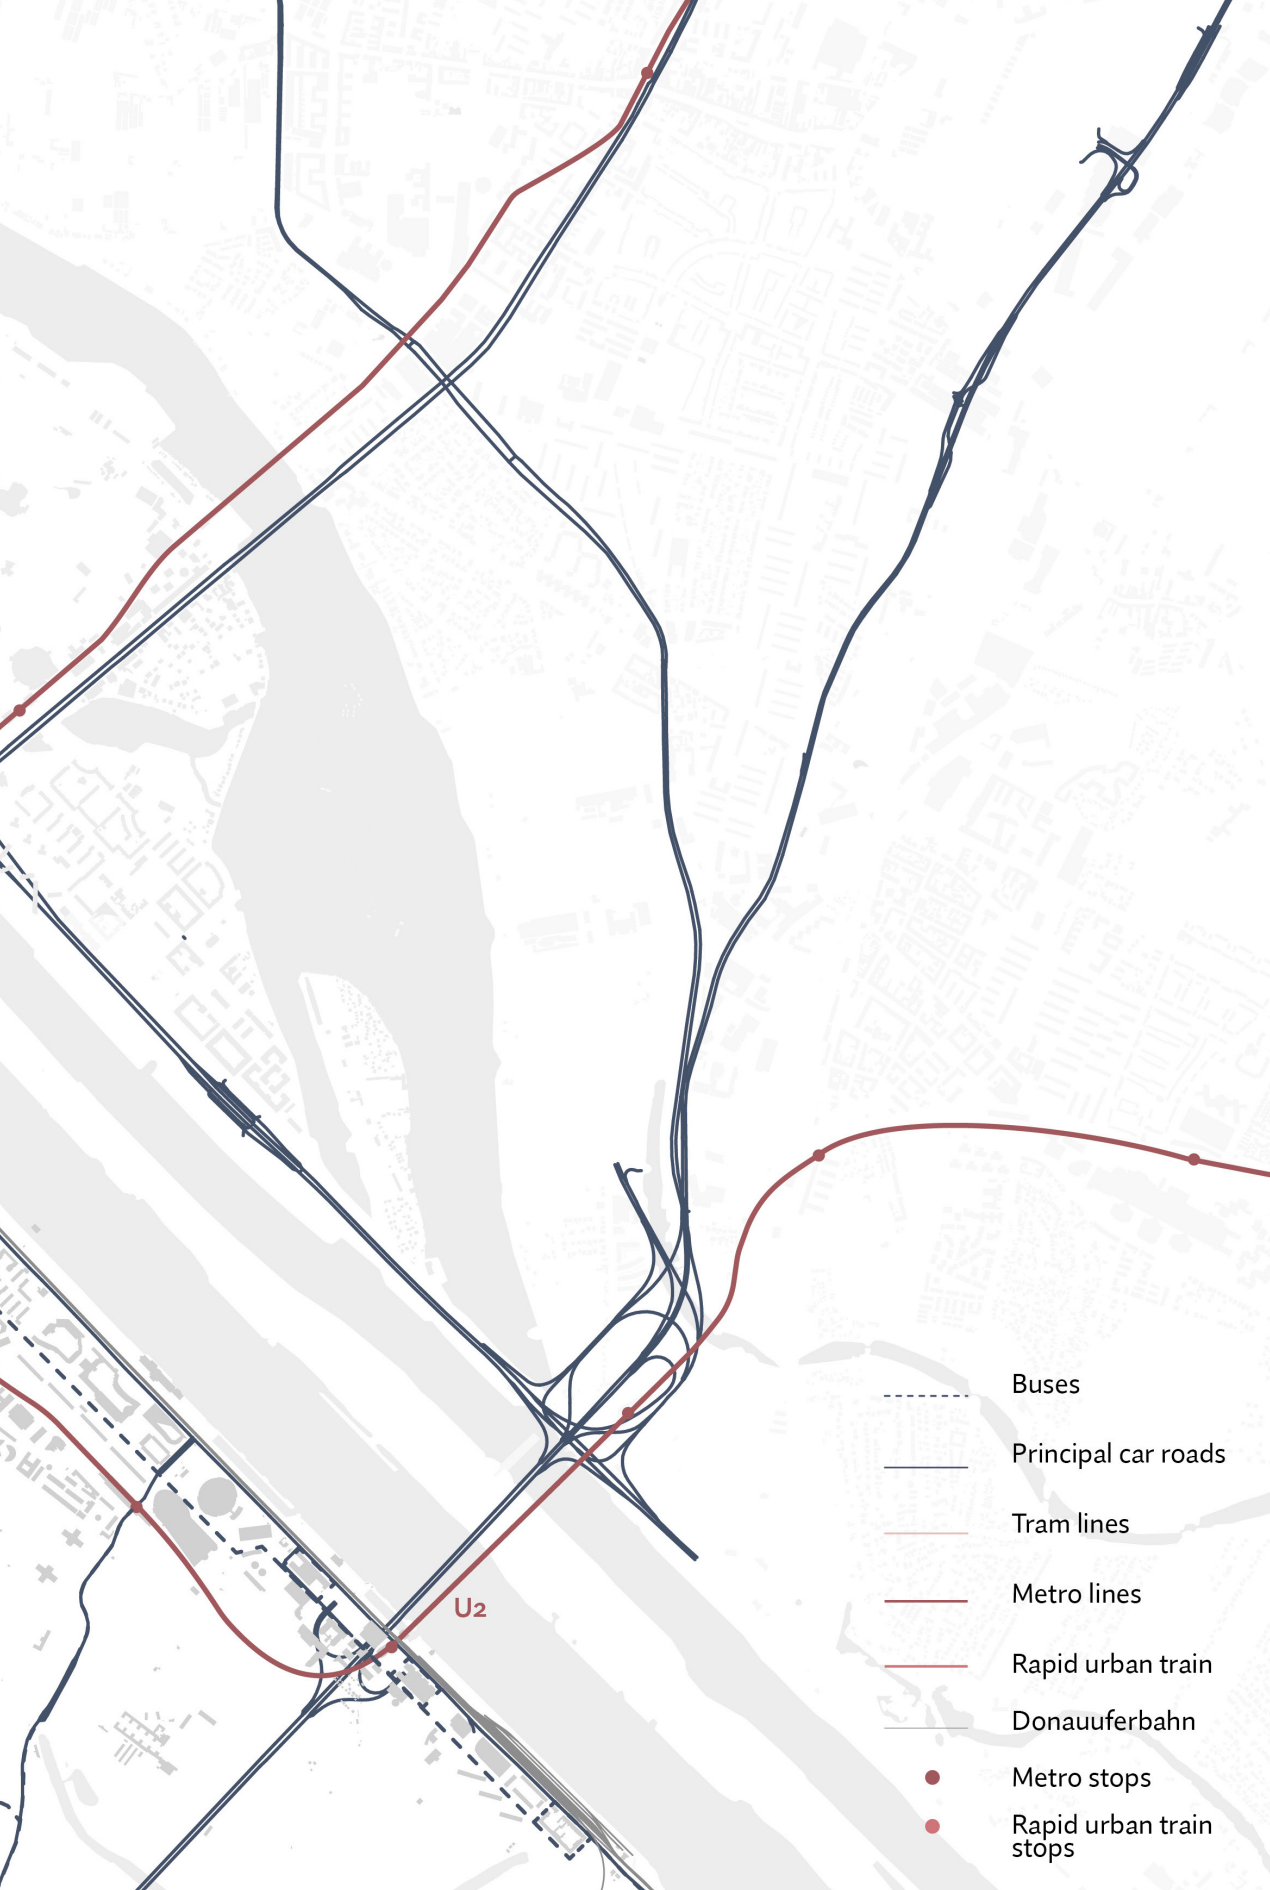 Buses
Principal car roads
Tram lines
Metro lines
U2
Rapid urban train
Donauuferbahn
Metro stops
Rapid urban train
stops